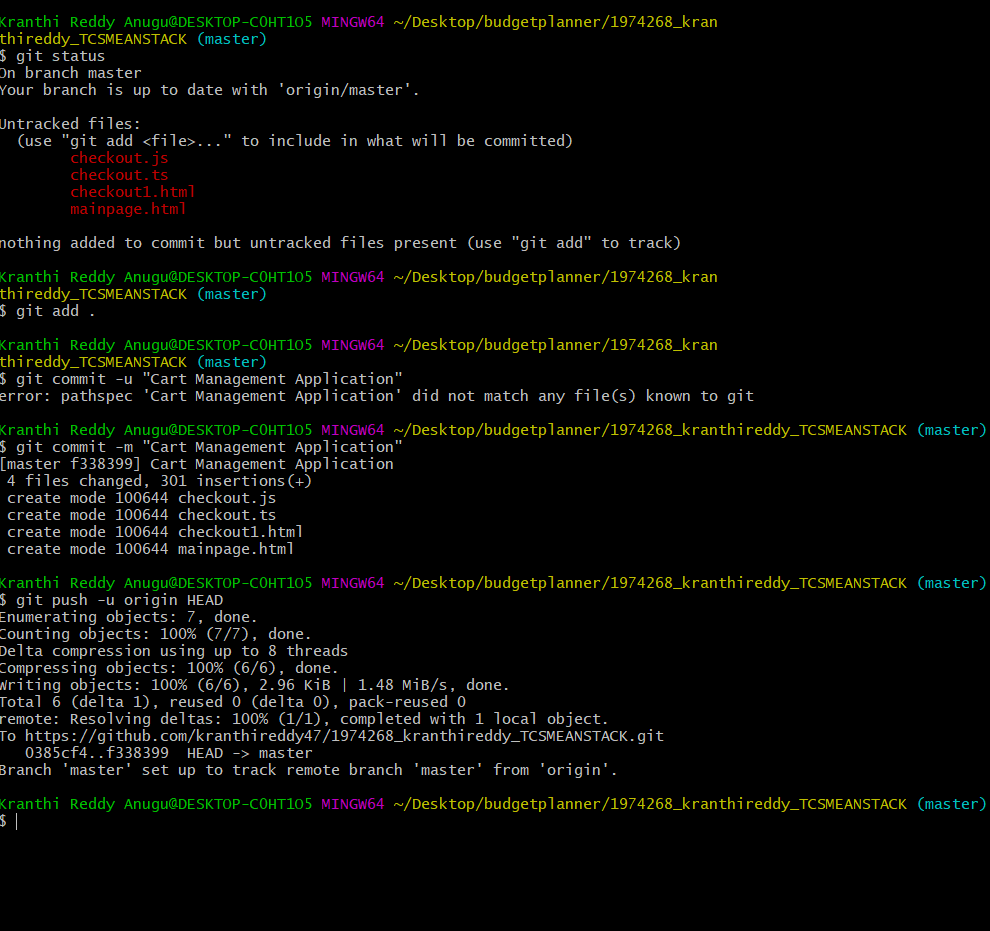 Kranthi Reddy Anugu@DESKTOP-C0HT1O5 MINGW64 ~/Desktop/budgetplanner/1974268_kran
thireddy_TCSMEANSTACK (master)
$ git status
On branch master
Your branch is up to date with 'origin/master'.
Untracked files:
  (use "git add <file>..." to include in what will be committed)
        checkout.js
        checkout.ts
        checkout1.html
        mainpage.html
nothing added to commit but untracked files present (use "git add" to track)
Kranthi Reddy Anugu@DESKTOP-C0HT1O5 MINGW64 ~/Desktop/budgetplanner/1974268_kran
thireddy_TCSMEANSTACK (master)
$ git add .
Kranthi Reddy Anugu@DESKTOP-C0HT1O5 MINGW64 ~/Desktop/budgetplanner/1974268_kran
thireddy_TCSMEANSTACK (master)
$ git commit -u "Cart Management Application"
error: pathspec 'Cart Management Application' did not match any file(s) known to git
Kranthi Reddy Anugu@DESKTOP-C0HT1O5 MINGW64 ~/Desktop/budgetplanner/1974268_kranthireddy_TCSMEANSTACK (master)
$ git commit -m "Cart Management Application"
[master f338399] Cart Management Application
 4 files changed, 301 insertions(+)
 create mode 100644 checkout.js
 create mode 100644 checkout.ts
 create mode 100644 checkout1.html
 create mode 100644 mainpage.html
Kranthi Reddy Anugu@DESKTOP-C0HT1O5 MINGW64 ~/Desktop/budgetplanner/1974268_kranthireddy_TCSMEANSTACK (master)
$ git push -u origin HEAD
Enumerating objects: 7, done.
Counting objects: 100% (7/7), done.
Delta compression using up to 8 threads
Compressing objects: 100% (6/6), done.
Writing objects: 100% (6/6), 2.96 KiB | 1.48 MiB/s, done.
Total 6 (delta 1), reused 0 (delta 0), pack-reused 0
remote: Resolving deltas: 100% (1/1), completed with 1 local object.
To https://github.com/kranthireddy47/1974268_kranthireddy_TCSMEANSTACK.git
   0385cf4..f338399  HEAD -> master
Branch 'master' set up to track remote branch 'master' from 'origin'.
Kranthi Reddy Anugu@DESKTOP-C0HT1O5 MINGW64 ~/Desktop/budgetplanner/1974268_kranthireddy_TCSMEANSTACK (master)
$